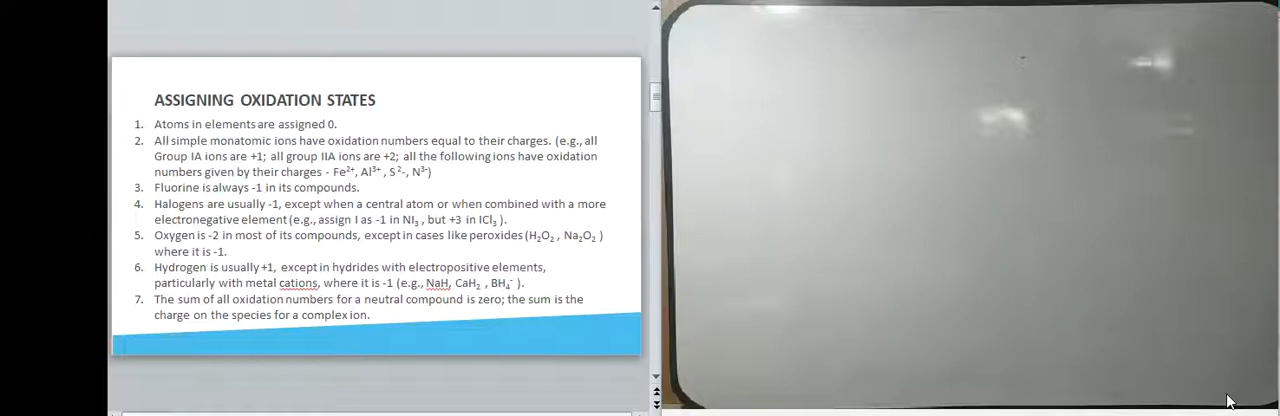 ASSIGNING OXIDATION STATES
1. Atoms in elements are assigned 0.
2. All simple monatomic ions have oxidation numbers equal to their charges. (e.g., all
Group IA ions are +1; all group IIA ions are +2; all the following ions have oxidation
numbers given by their charges - Fe²⁺, Al³⁺ , S²-, N³⁻)
3. Fluorine is always -1 in its compounds.
4. Halogens are usually -1, except when a central atom or when combined with a more
electronegative element (e.g., assign I as -1 in NI₃ , but +3 in ICl₃ ).
5. Oxygen is -2 in most of its compounds, except in cases like peroxides (H₂O₂ , Na₂O₂ )
where it is -1.
6. Hydrogen is usually +1, except in hydrides with electropositive elements,
particularly with metal cations, where it is -1 (e.g., NaH, CaH₂ , BH₄⁻ ).
7. The sum of all oxidation numbers for a neutral compound is zero; the sum is the
charge on the species for a complex ion.